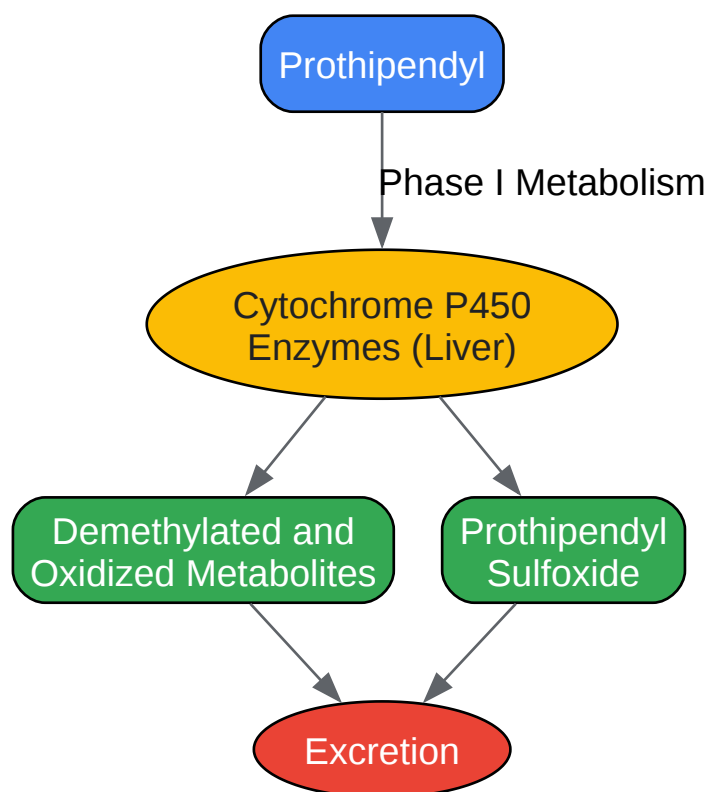 Prothipendyl
Phase I Metabolism
Cytochrome P450
Enzymes (Liver)
Demethylated and
Oxidized Metabolites
Prothipendyl
Sulfoxide
Excretion